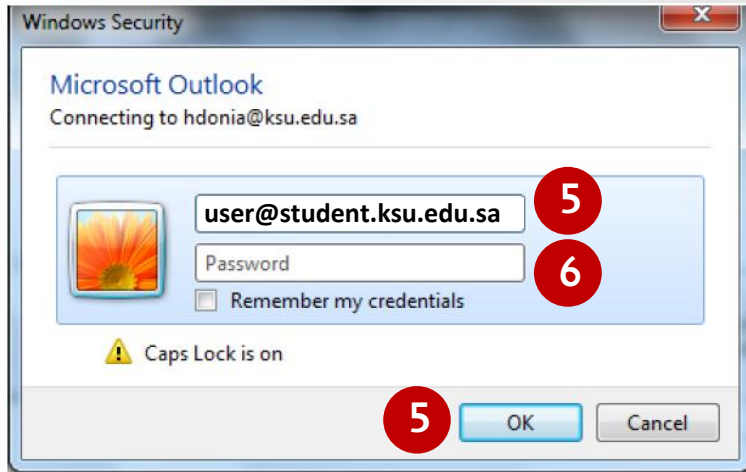 Windows Security
Microsoft Outlook
Connecting to hdonia@ksu.edu.sa
user@student.ksu.edu.sa
5
Password
6
Remember my credentials
Caps Lock is on
5
OK
Cancel